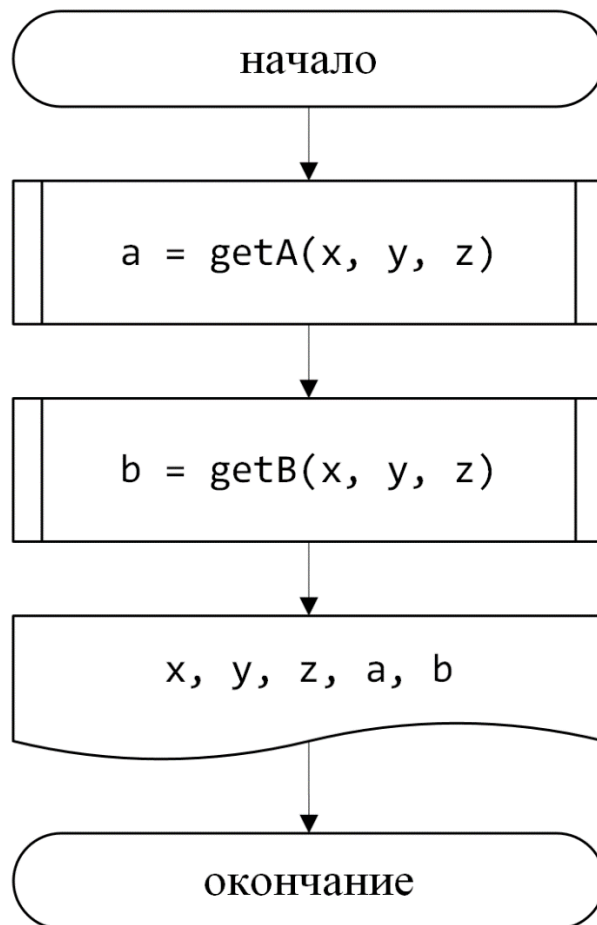 начало
a = getA(x, y, z)
b = getB(x, y, z)
x, y, z, a, b
окончание